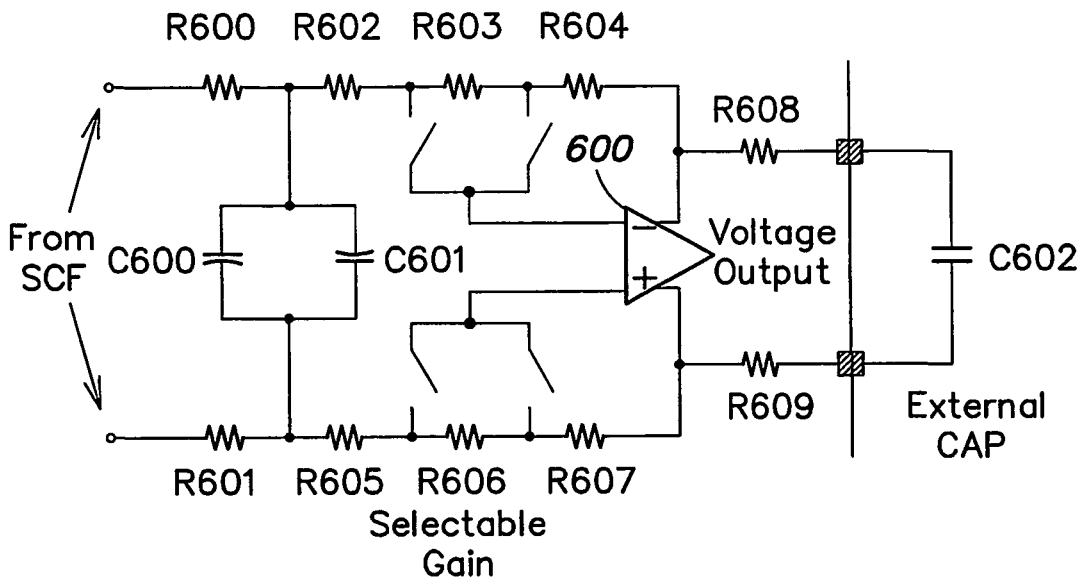 R600
R602
R603
R604
R608
600
From
SCF
C600
C601
Voltage
Output
C602
R609
External
CAP
R601
R605
R606
R607
Selectable
Gain